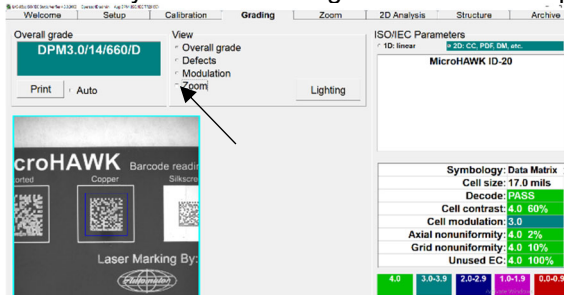 Welcome Setup Calibration Grading Zoom 2D Analysis Structure Archive
Overall grade
DPM3.0/14/660/D
Print Auto
View
Overall grade
Defects
Modulation
Zoom
Lighting
ISO/IEC Parameters
1D: linear 2D: CC, PDF, DM, etc.
MicroHAWK ID-20
croHAWK Barcode readi
orted Copper Silkscre
Laser Marking By:
Symbology: Data Matrix
Cell size: 17.0 mils
Decode: PASS
Cell contrast: 4.0 60%
Cell modulation: 3.0
Axial nonuniformity: 4.0 2%
Grid nonuniformity: 4.0 10%
Unused EC: 4.0 100%
4.0 3.0-3.9 2.0-2.9 1.0-1.9 0.0-0.9